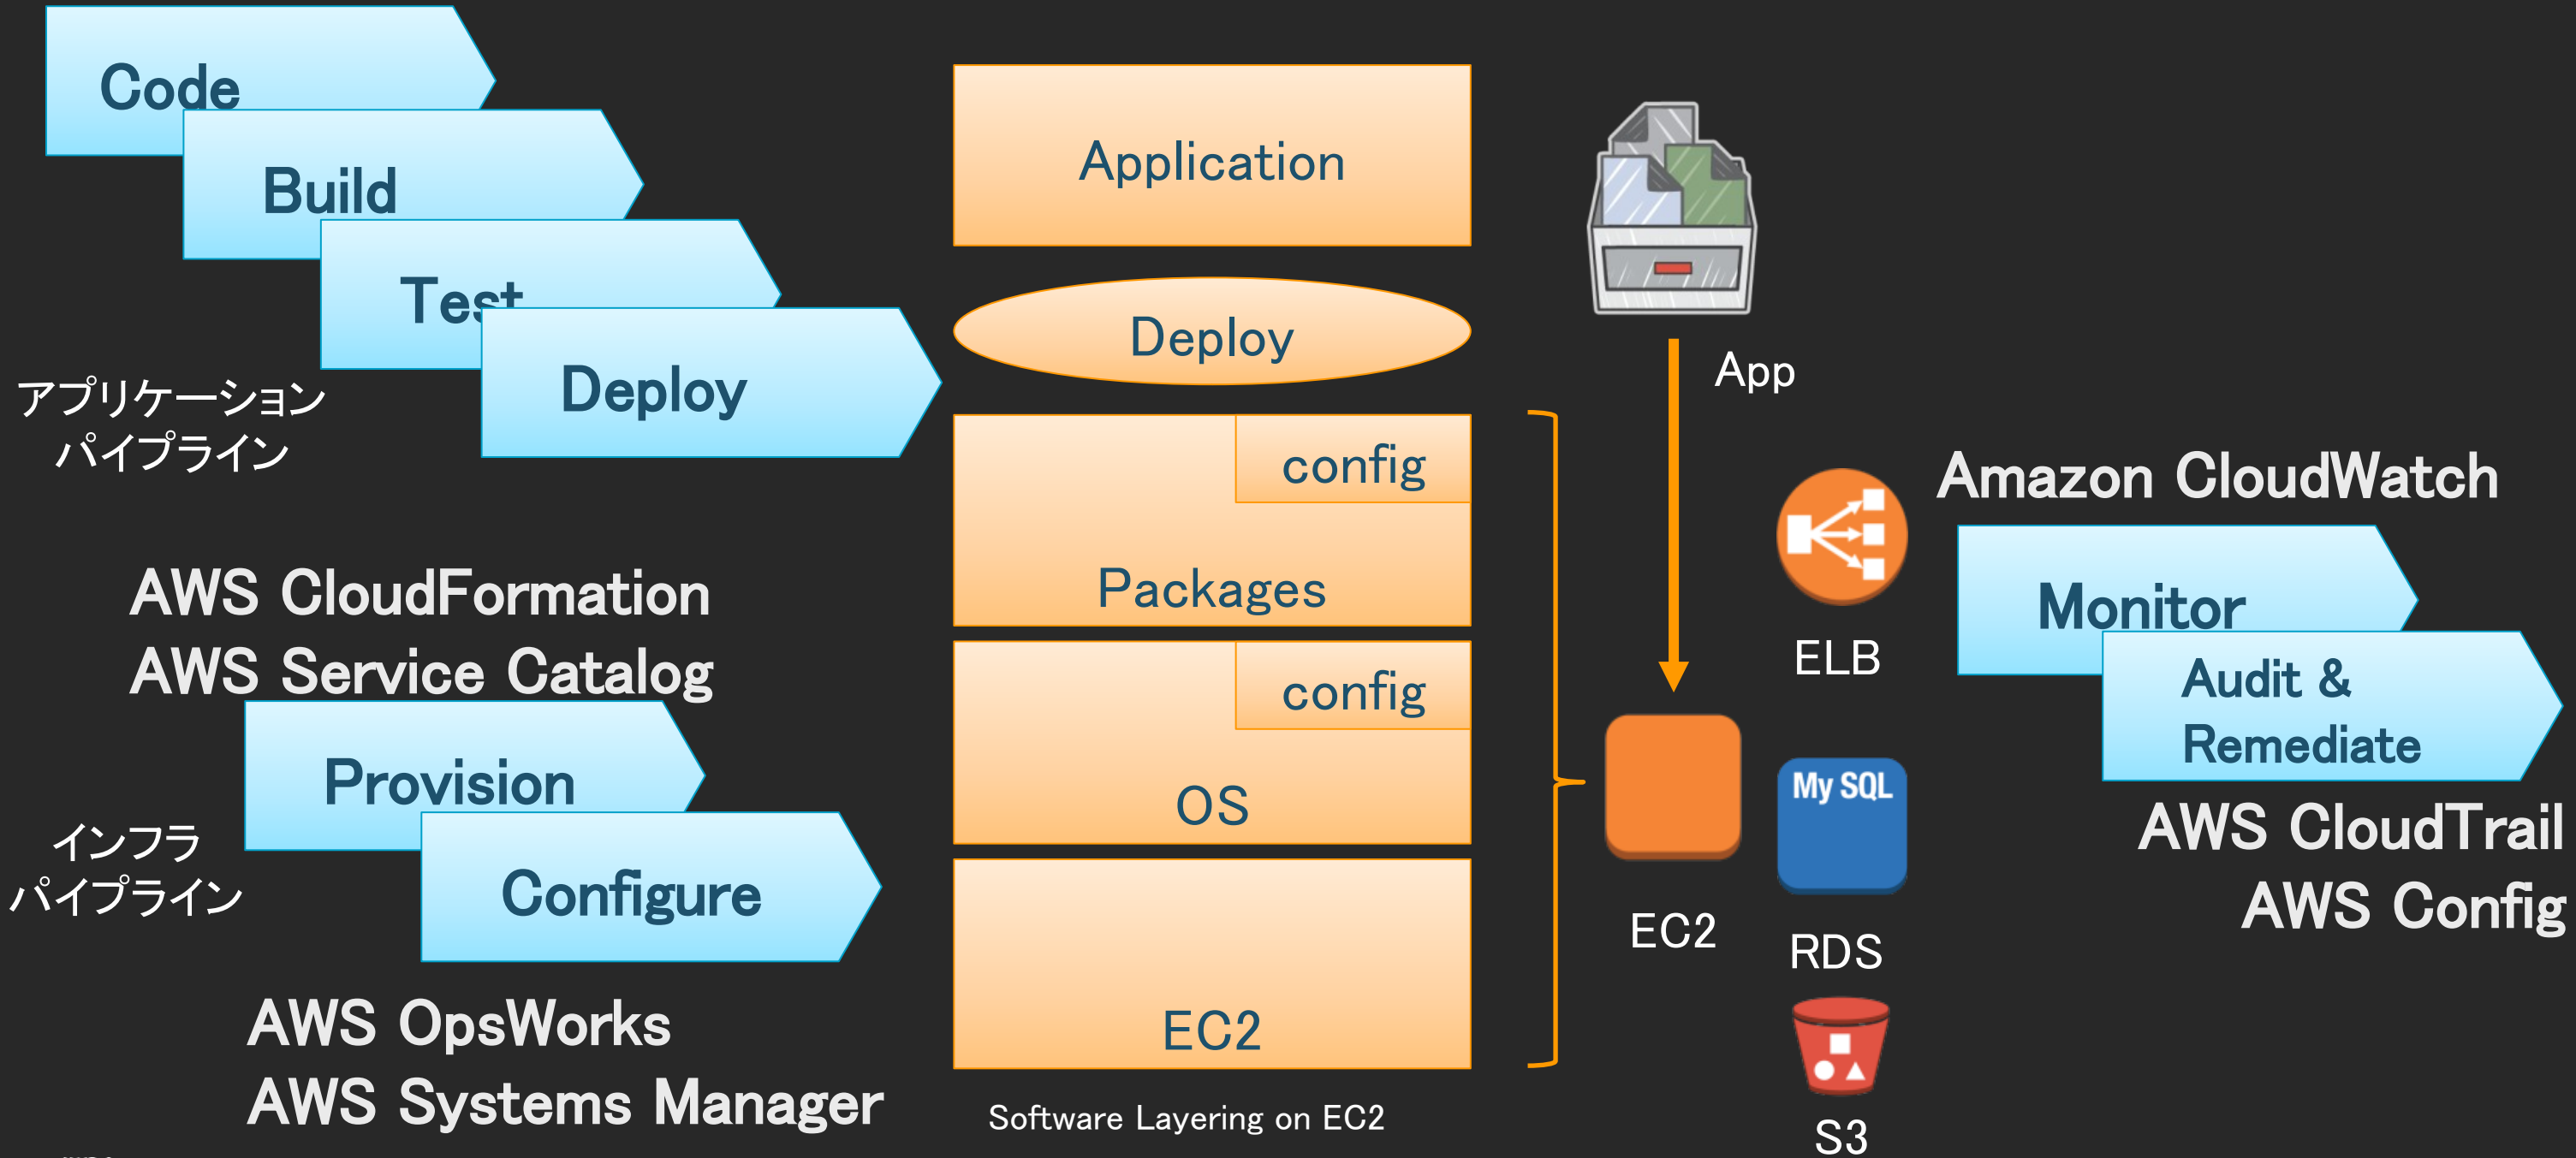 Code
Build
Test
Deploy
アプリケーション
パイプライン
AWS CloudFormation
AWS Service Catalog
Provision
Configure
インフラ
パイプライン
AWS OpsWorks
AWS Systems Manager
Application
Deploy
config
Packages
config
OS
EC2
Software Layering on EC2
App
ELB
EC2
My SQL
RDS
S3
Amazon CloudWatch
Monitor
Audit &
Remediate
AWS CloudTrail
AWS Config